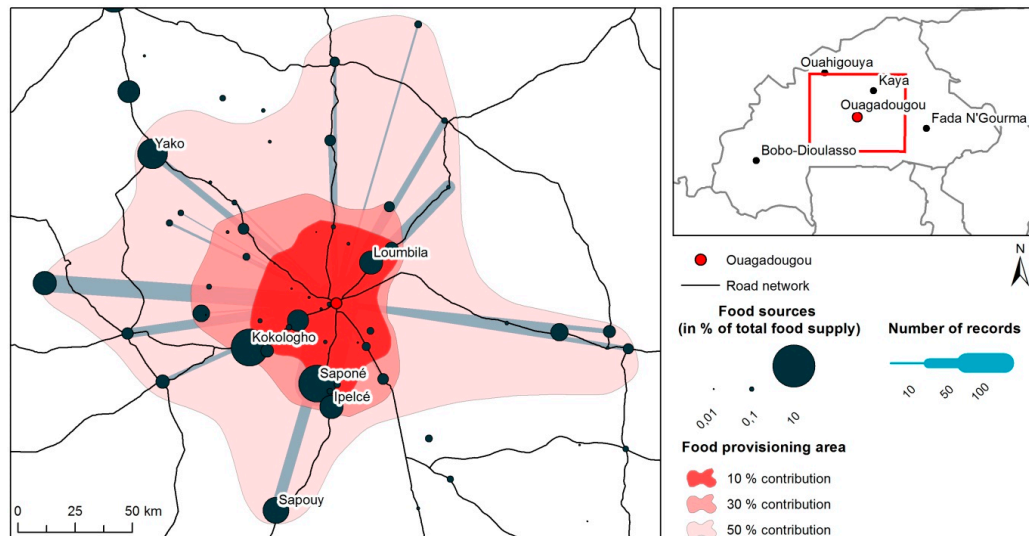 Yako
Loumbila
Kokologho
Saponé
Ipelcé
Sapouy
0 25 50 km
Ouahigouya
Kaya
Ouagadougou
Fada N'Gourma
Bobo-Dioulasso
N
Ouagadougou
Road network
Food sources
(in % of total food supply)
0,01
0,1
10
Number of records
10
50
100
Food provisioning area
10 % contribution
30 % contribution
50 % contribution